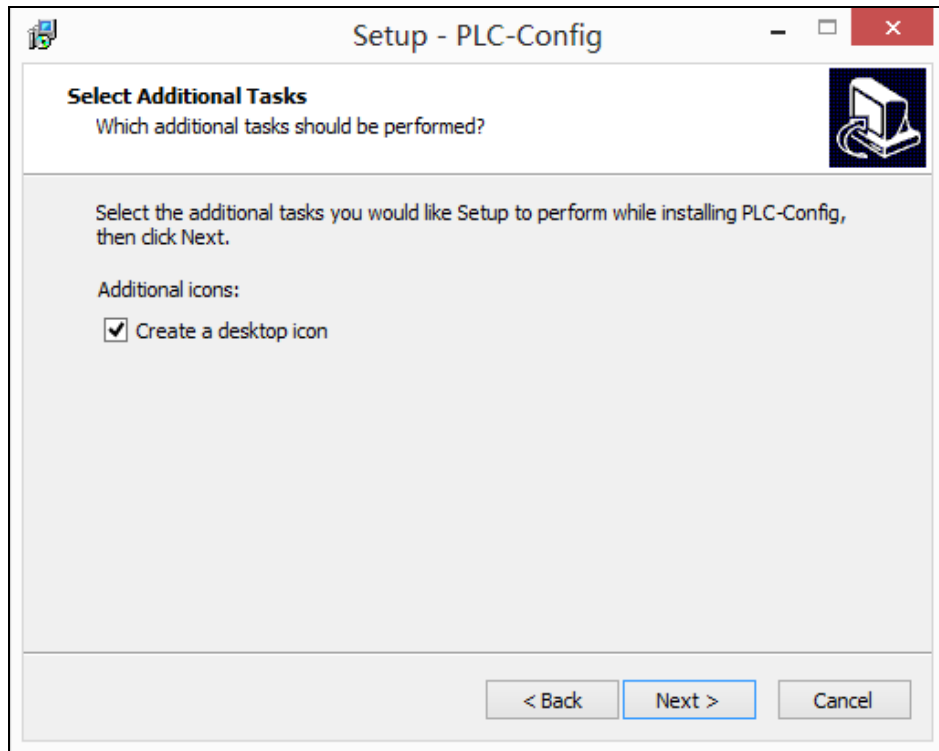 Setup - PLC-Config
Select Additional Tasks
Which additional tasks should be performed?
Select the additional tasks you would like Setup to perform while installing PLC-Config,
then click Next.
Additional icons:
Create a desktop icon
< Back
Next >
Cancel